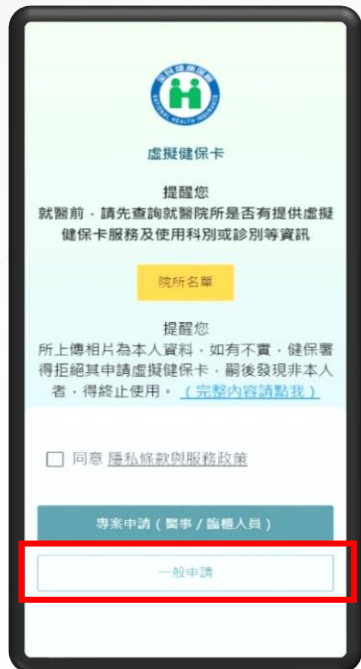 全民健康保險
NATIONAL HEALTH INSURANCE
虛擬健保卡
提醒您
就醫前，請先查詢就醫院所是否有提供虛擬
健保卡服務及使用科別或診別等資訊
院所名單
提醒您
所上傳相片為本人資料，如有不實，健保署
得拒絕其申請虛擬健保卡，嗣後發現非本人
者，得終止使用。（完整內容請點我）
同意 隱私條款與服務政策
專案申請（醫事/臨櫃人員）
一般申請